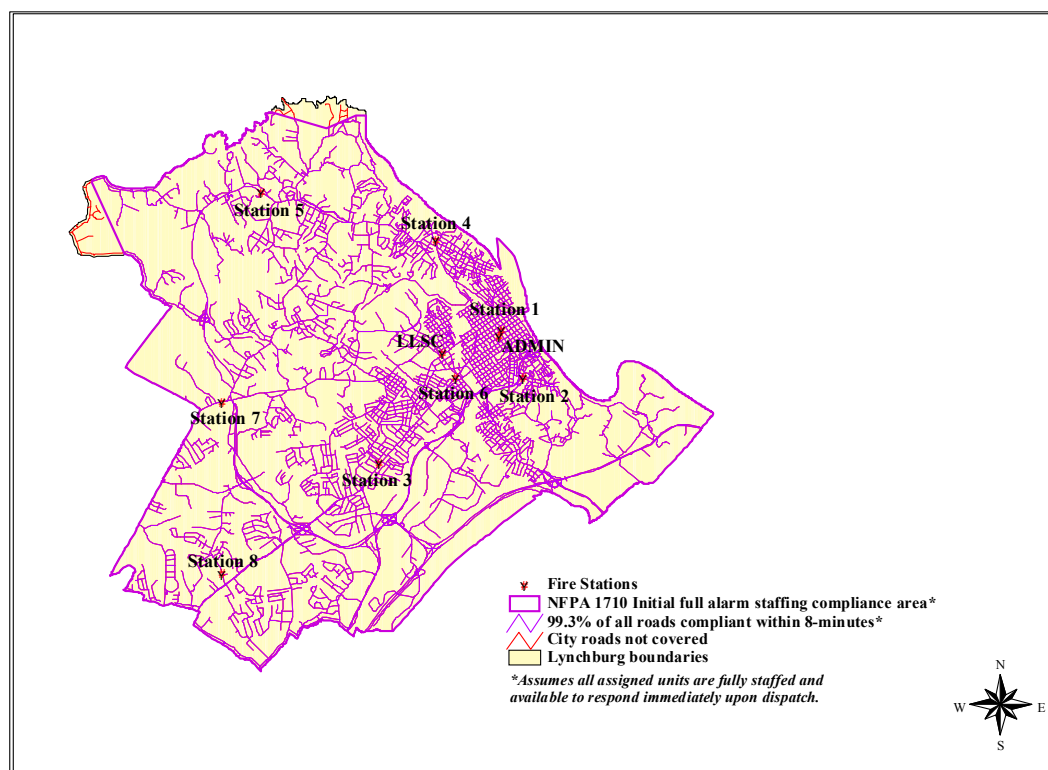 Station 5
Station 4
Station 1
LLSC
ADMIN
Station 6
Station 2
Station 7
Station 3
Station 8
Fire Stations
NFPA 1710 Initial full alarm staffing compliance area*
99.3% of all roads compliant within 8-minutes*
City roads not covered
Lynchburg boundaries
*Assumes all assigned units are fully staffed and
available to respond immediately upon dispatch.
N
W
E
S